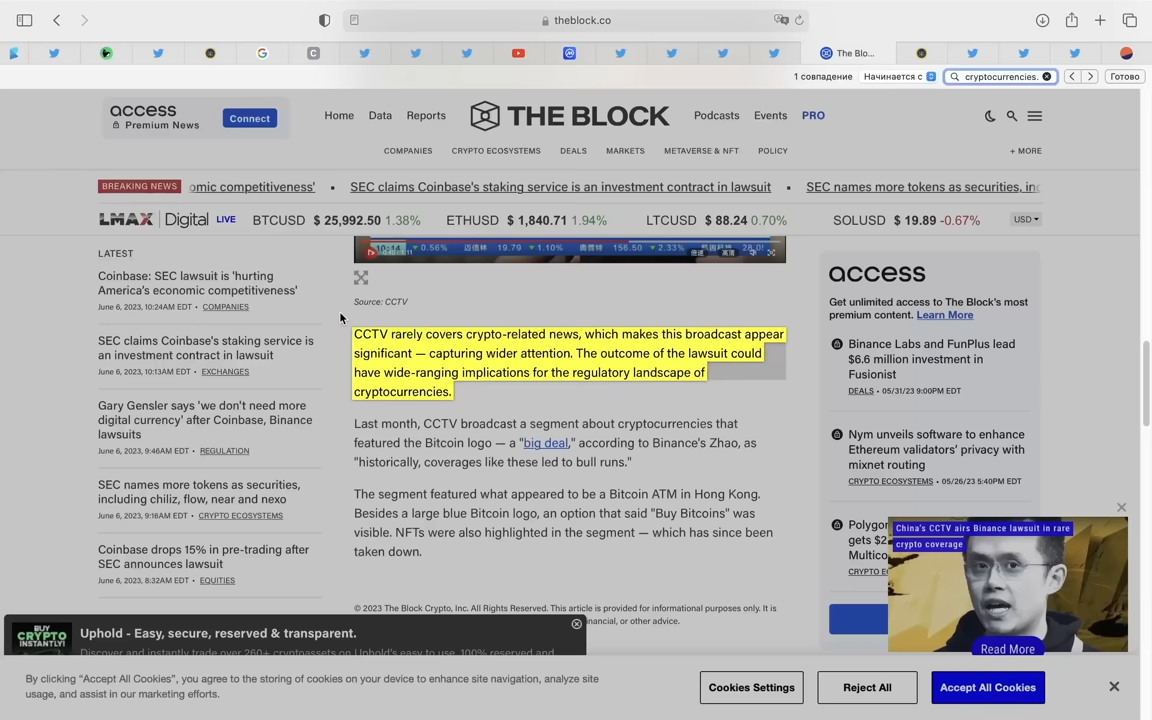 theblock.co
The Blo...
1 совпадение
Начинается с
cryptocurrencies.
Готово
access
Premium News
Connect
Home
Data
Reports
THE BLOCK
Podcasts
Events
PRO
COMPANIES
CRYPTO ECOSYSTEMS
DEALS
MARKETS
METAVERSE & NFT
POLICY
+ MORE
BREAKING NEWS
omic competitiveness'
SEC claims Coinbase's staking service is an investment contract in lawsuit
SEC names more tokens as securities, inc
LMAX Digital LIVE
BTCUSD $ 25,992.50 1.38%
ETHUSD $ 1,840.71 1.94%
LTCUSD $ 88.24 0.70%
SOLUSD $ 19.89 -0.67%
USD
LATEST
Coinbase: SEC lawsuit is 'hurting
America's economic competitiveness'
June 6, 2023, 10:24AM EDT • COMPANIES
SEC claims Coinbase's staking service is
an investment contract in lawsuit
June 6, 2023, 10:13AM EDT • EXCHANGES
Gary Gensler says 'we don't need more
digital currency' after Coinbase, Binance
lawsuits
June 6, 2023, 9:46AM EDT • REGULATION
SEC names more tokens as securities,
including chiliz, flow, near and nexo
June 6, 2023, 9:16AM EDT • CRYPTO ECOSYSTEMS
Coinbase drops 15% in pre-trading after
SEC announces lawsuit
June 6, 2023, 8:32AM EDT • EQUITIES
10:14 0.56% 19.79 1.10% 156.50 2.33%
倍速 高清
Source: CCTV
CCTV rarely covers crypto-related news, which makes this broadcast appear
significant — capturing wider attention. The outcome of the lawsuit could
have wide-ranging implications for the regulatory landscape of
cryptocurrencies.
Last month, CCTV broadcast a segment about cryptocurrencies that
featured the Bitcoin logo — a "big deal," according to Binance's Zhao, as
"historically, coverages like these led to bull runs."
The segment featured what appeared to be a Bitcoin ATM in Hong Kong.
Besides a large blue Bitcoin logo, an option that said "Buy Bitcoins" was
visible. NFTs were also highlighted in the segment — which has since been
taken down.
© 2023 The Block Crypto, Inc. All Rights Reserved. This article is provided for informational purposes only. It is
nancial, or other advice.
access
Get unlimited access to The Block's most
premium content. Learn More
Binance Labs and FunPlus lead
$6.6 million investment in
Fusionist
DEALS • 05/31/23 9:00PM EDT
Nym unveils software to enhance
Ethereum validators' privacy with
mixnet routing
CRYPTO ECOSYSTEMS • 05/26/23 5:40PM EDT
Polygon
gets $2
Multico
CRYPTO E
China's CCTV airs Binance lawsuit in rare
crypto coverage
Read More
BUY
CRYPTO
INSTANTLY!
Uphold - Easy, secure, reserved & transparent.
Discover and instantly trade over 260+ cryptoassets on Uphold's easy to use, 100% reserved and
By clicking "Accept All Cookies", you agree to the storing of cookies on your device to enhance site navigation, analyze site
usage, and assist in our marketing efforts.
Cookies Settings
Reject All
Accept All Cookies